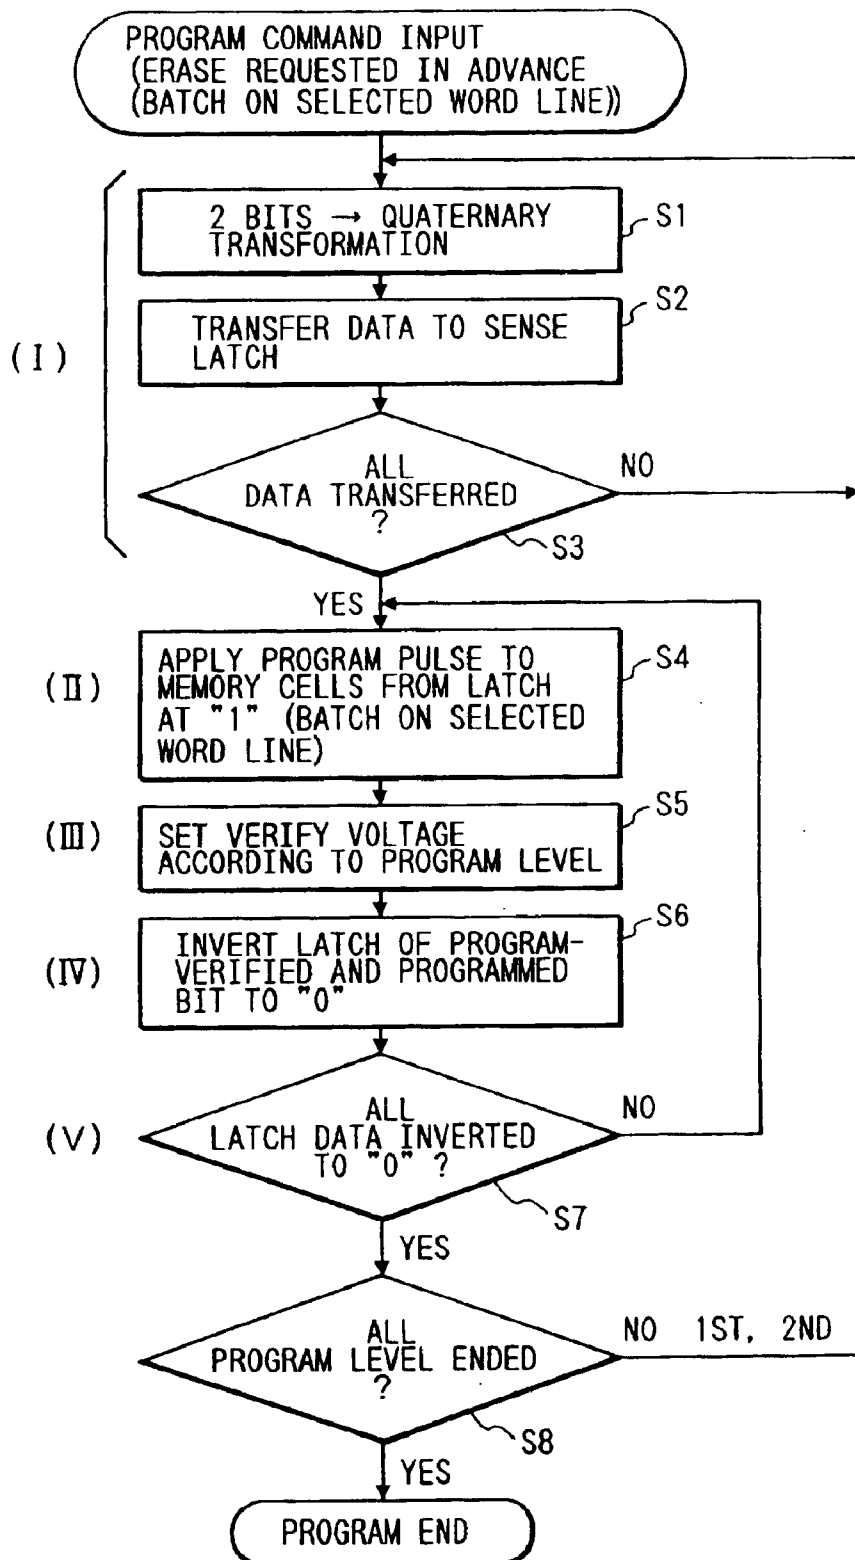 PROGRAM COMMAND INPUT
(ERASE REQUESTED IN ADVANCE
(BATCH ON SELECTED WORD LINE))
(I)
2 BITS → QUATERNARY
TRANSFORMATION
S1
TRANSFER DATA TO SENSE
LATCH
S2
ALL
DATA TRANSFERRED
?
NO
S3
YES
(II)
APPLY PROGRAM PULSE TO
MEMORY CELLS FROM LATCH
AT "1" (BATCH ON SELECTED
WORD LINE)
S4
(III)
SET VERIFY VOLTAGE
ACCORDING TO PROGRAM LEVEL
S5
(IV)
INVERT LATCH OF PROGRAM-
VERIFIED AND PROGRAMMED
BIT TO "0"
S6
(V)
ALL
LATCH DATA INVERTED
TO "0" ?
NO
S7
YES
ALL
PROGRAM LEVEL ENDED
?
NO 1ST, 2ND
S8
YES
PROGRAM END